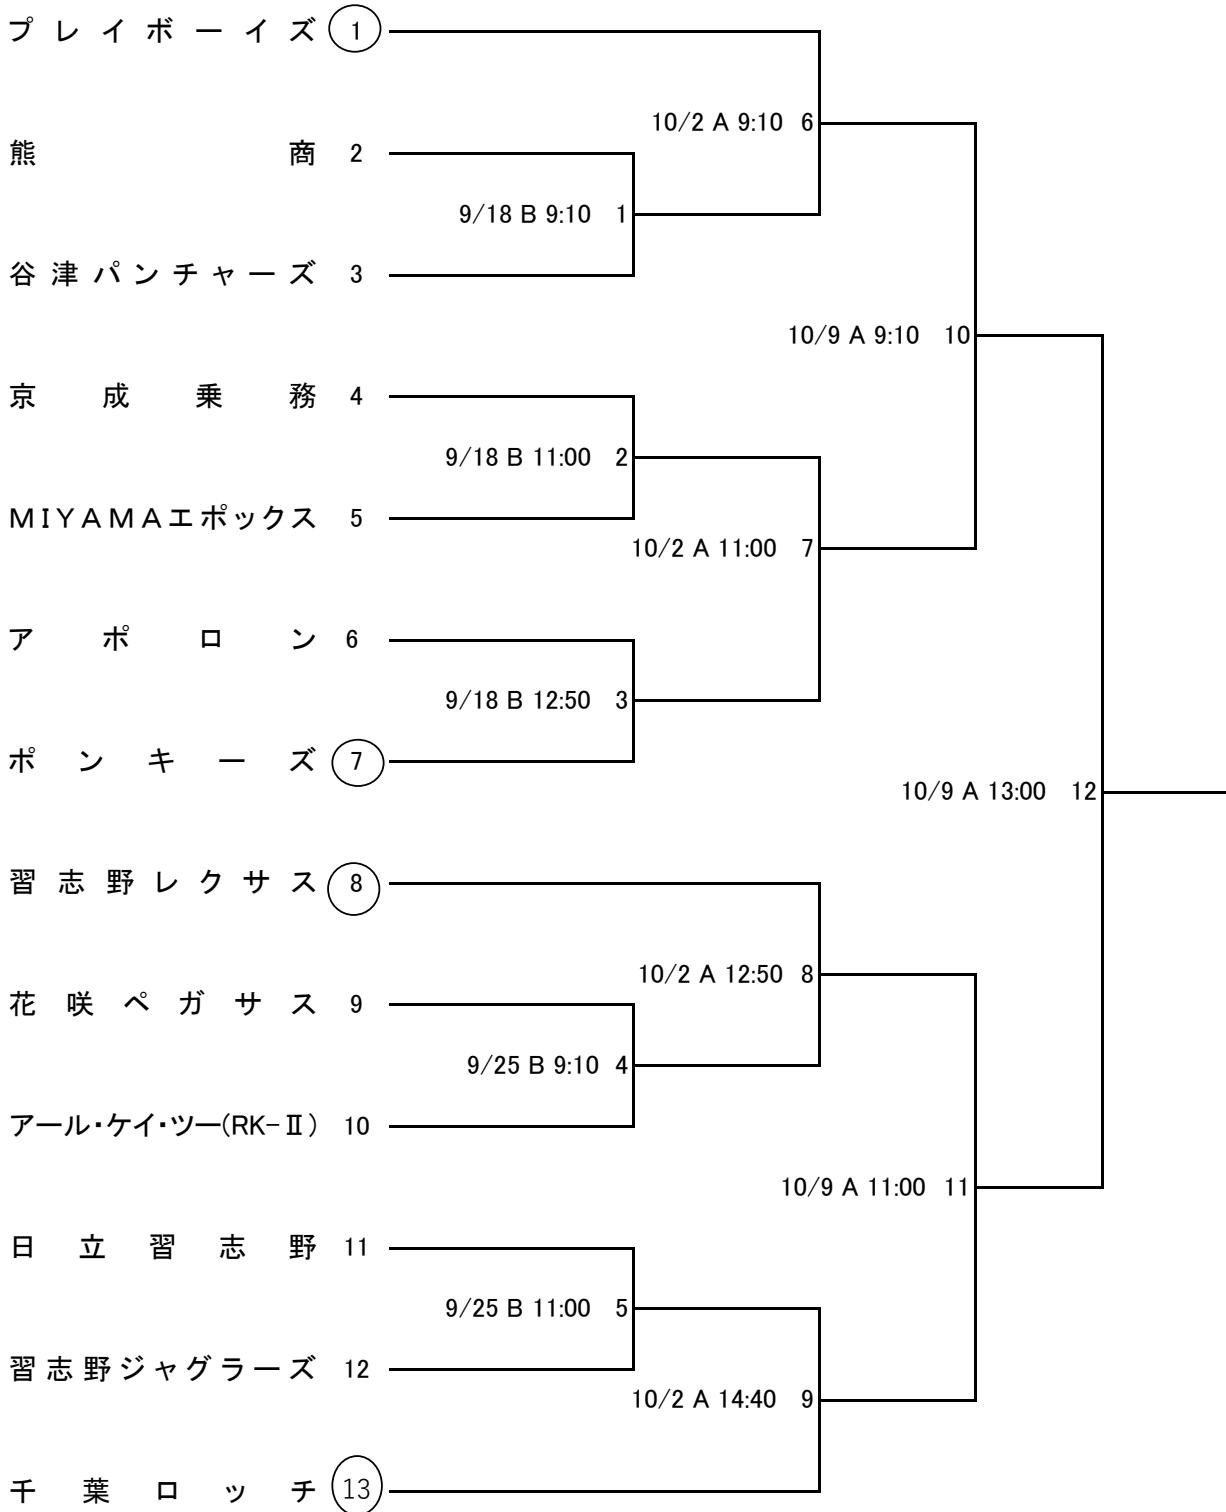 プレイボーイズ 1
10/2 A 9:10 6
熊商 2
9/18 B 9:10 1
谷津パンチャーズ 3
10/9 A 9:10 10
京成乗務 4
9/18 B 11:00 2
MIYAMAエポックス 5
10/2 A 11:00 7
アポロン 6
9/18 B 12:50 3
ポンキーズ 7
10/9 A 13:00 12
習志野レクサス 8
10/2 A 12:50 8
花咲ペガサス 9
9/25 B 9:10 4
アール・ケイ・ツー(RK-Ⅱ) 10
10/9 A 11:00 11
日立習志野 11
9/25 B 11:00 5
習志野ジャグラーズ 12
10/2 A 14:40 9
千葉ロッチ 13